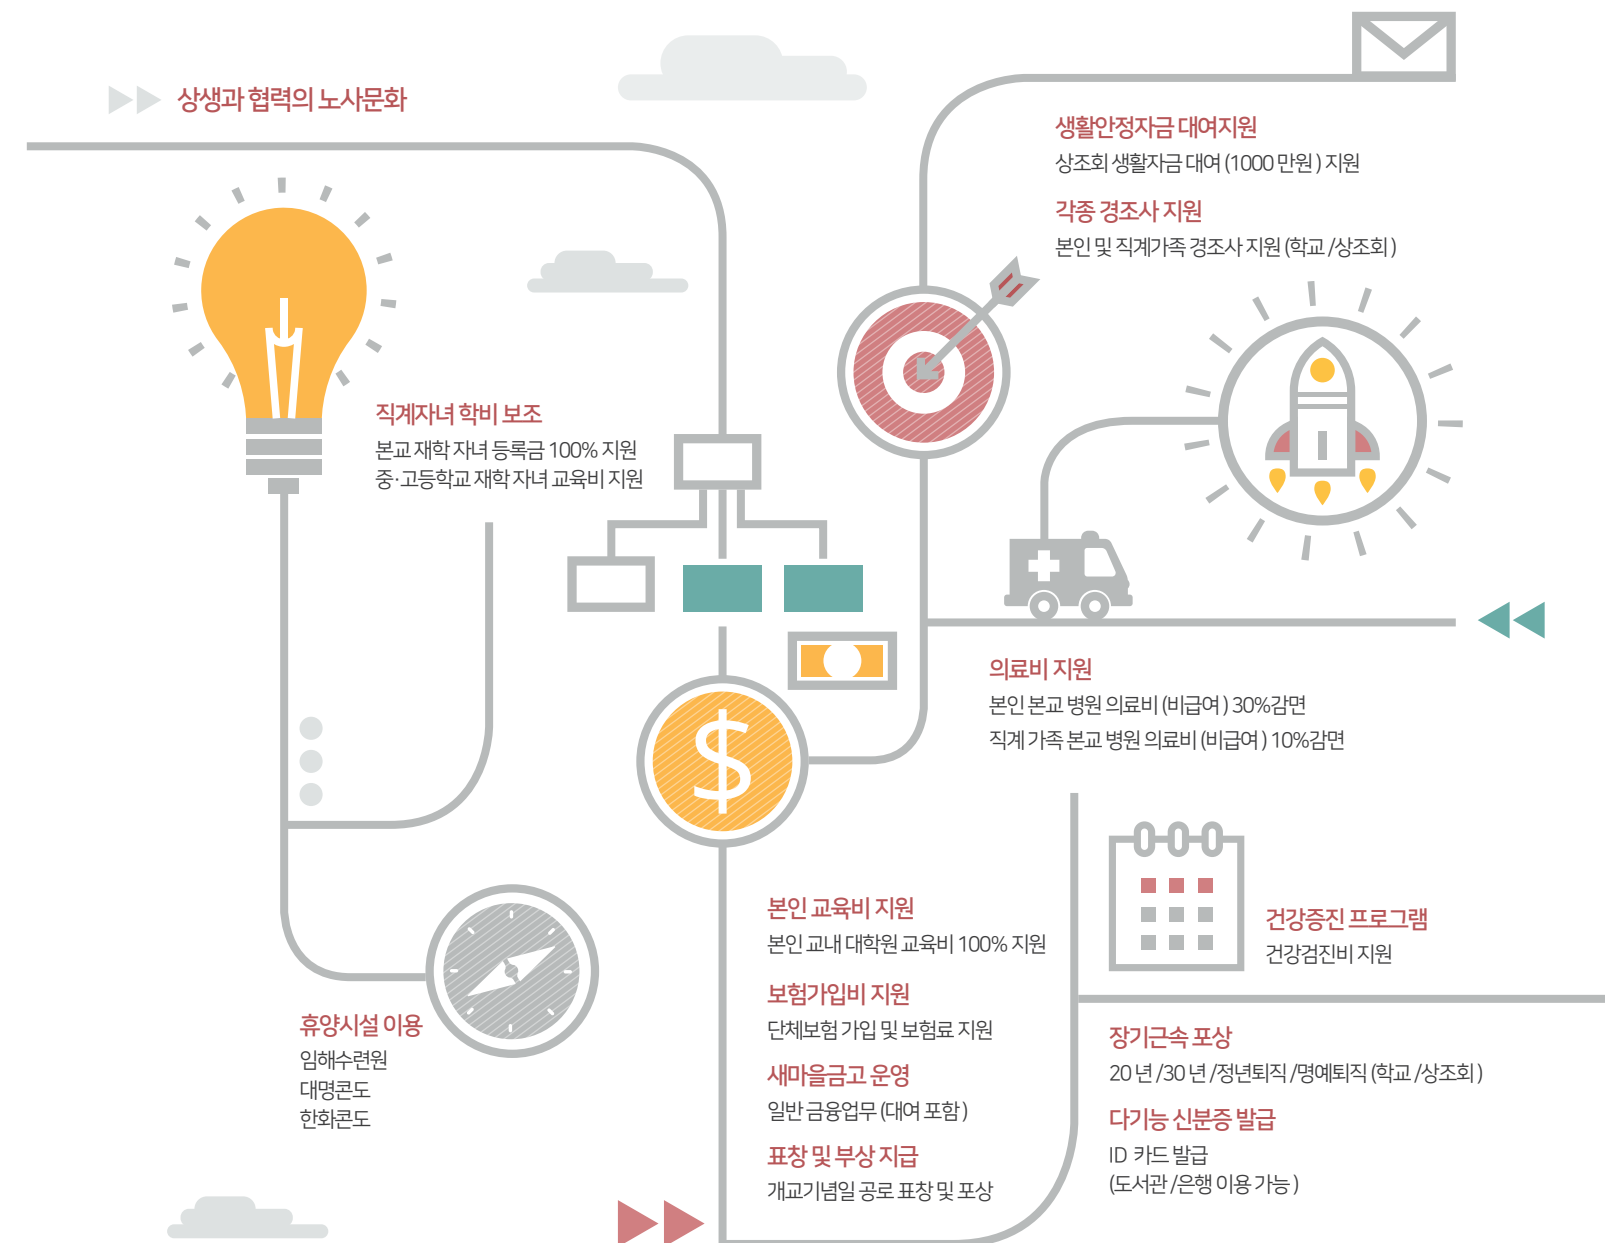 상생과 협력의 노사문화
생활안정자금 대여지원
상조회 생활자금 대여 (1000 만원 ) 지원
각종 경조사 지원
본인 및 직계가족 경조사 지원 (학교 /상조회 )
직계자녀 학비 보조
본교 재학 자녀 등록금 100% 지원
중·고등학교 재학 자녀 교육비 지원
의료비 지원
본인 본교 병원 의료비 (비급여 ) 30%감면
직계 가족 본교 병원 의료비 (비급여 ) 10%감면
$
휴양시설 이용
임해수련원
대명콘도
한화콘도
본인 교육비 지원
본인 교내 대학원 교육비 100% 지원
보험가입비 지원
단체보험 가입 및 보험료 지원
새마을금고 운영
일반 금융업무 (대여 포함 )
표창 및 부상 지급
개교기념일 공로 표창 및 포상
건강증진 프로그램
건강검진비 지원
장기근속 포상
20 년 /30 년 /정년퇴직 /명예퇴직 (학교 /상조회 )
다기능 신분증 발급
ID 카드 발급
(도서관 /은행 이용 가능 )